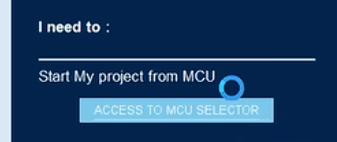 I need to :
Start My project from MCU
ACCESS TO MCU SELECTOR